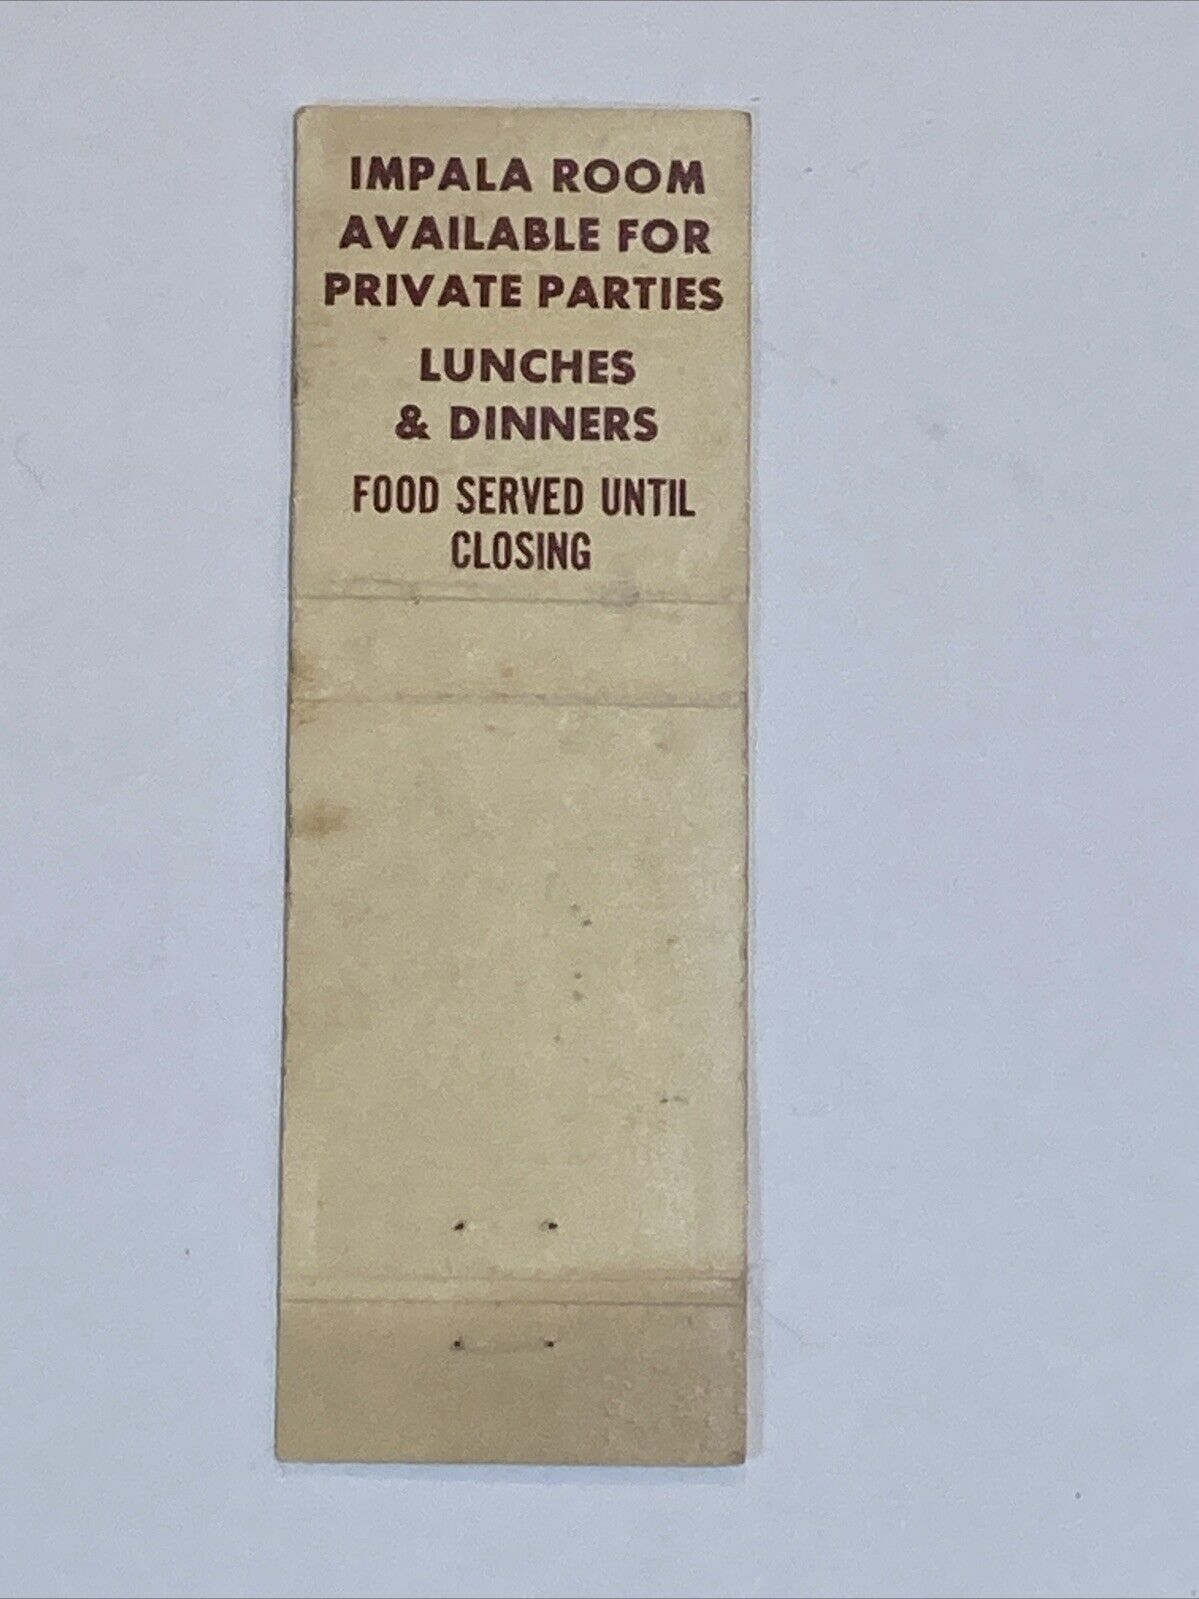 IMPALA ROOM
AVAILABLE FOR
PRIVATE PARTIES
LUNCHES
& DINNERS
FOOD SERVED UNTIL
CLOSING